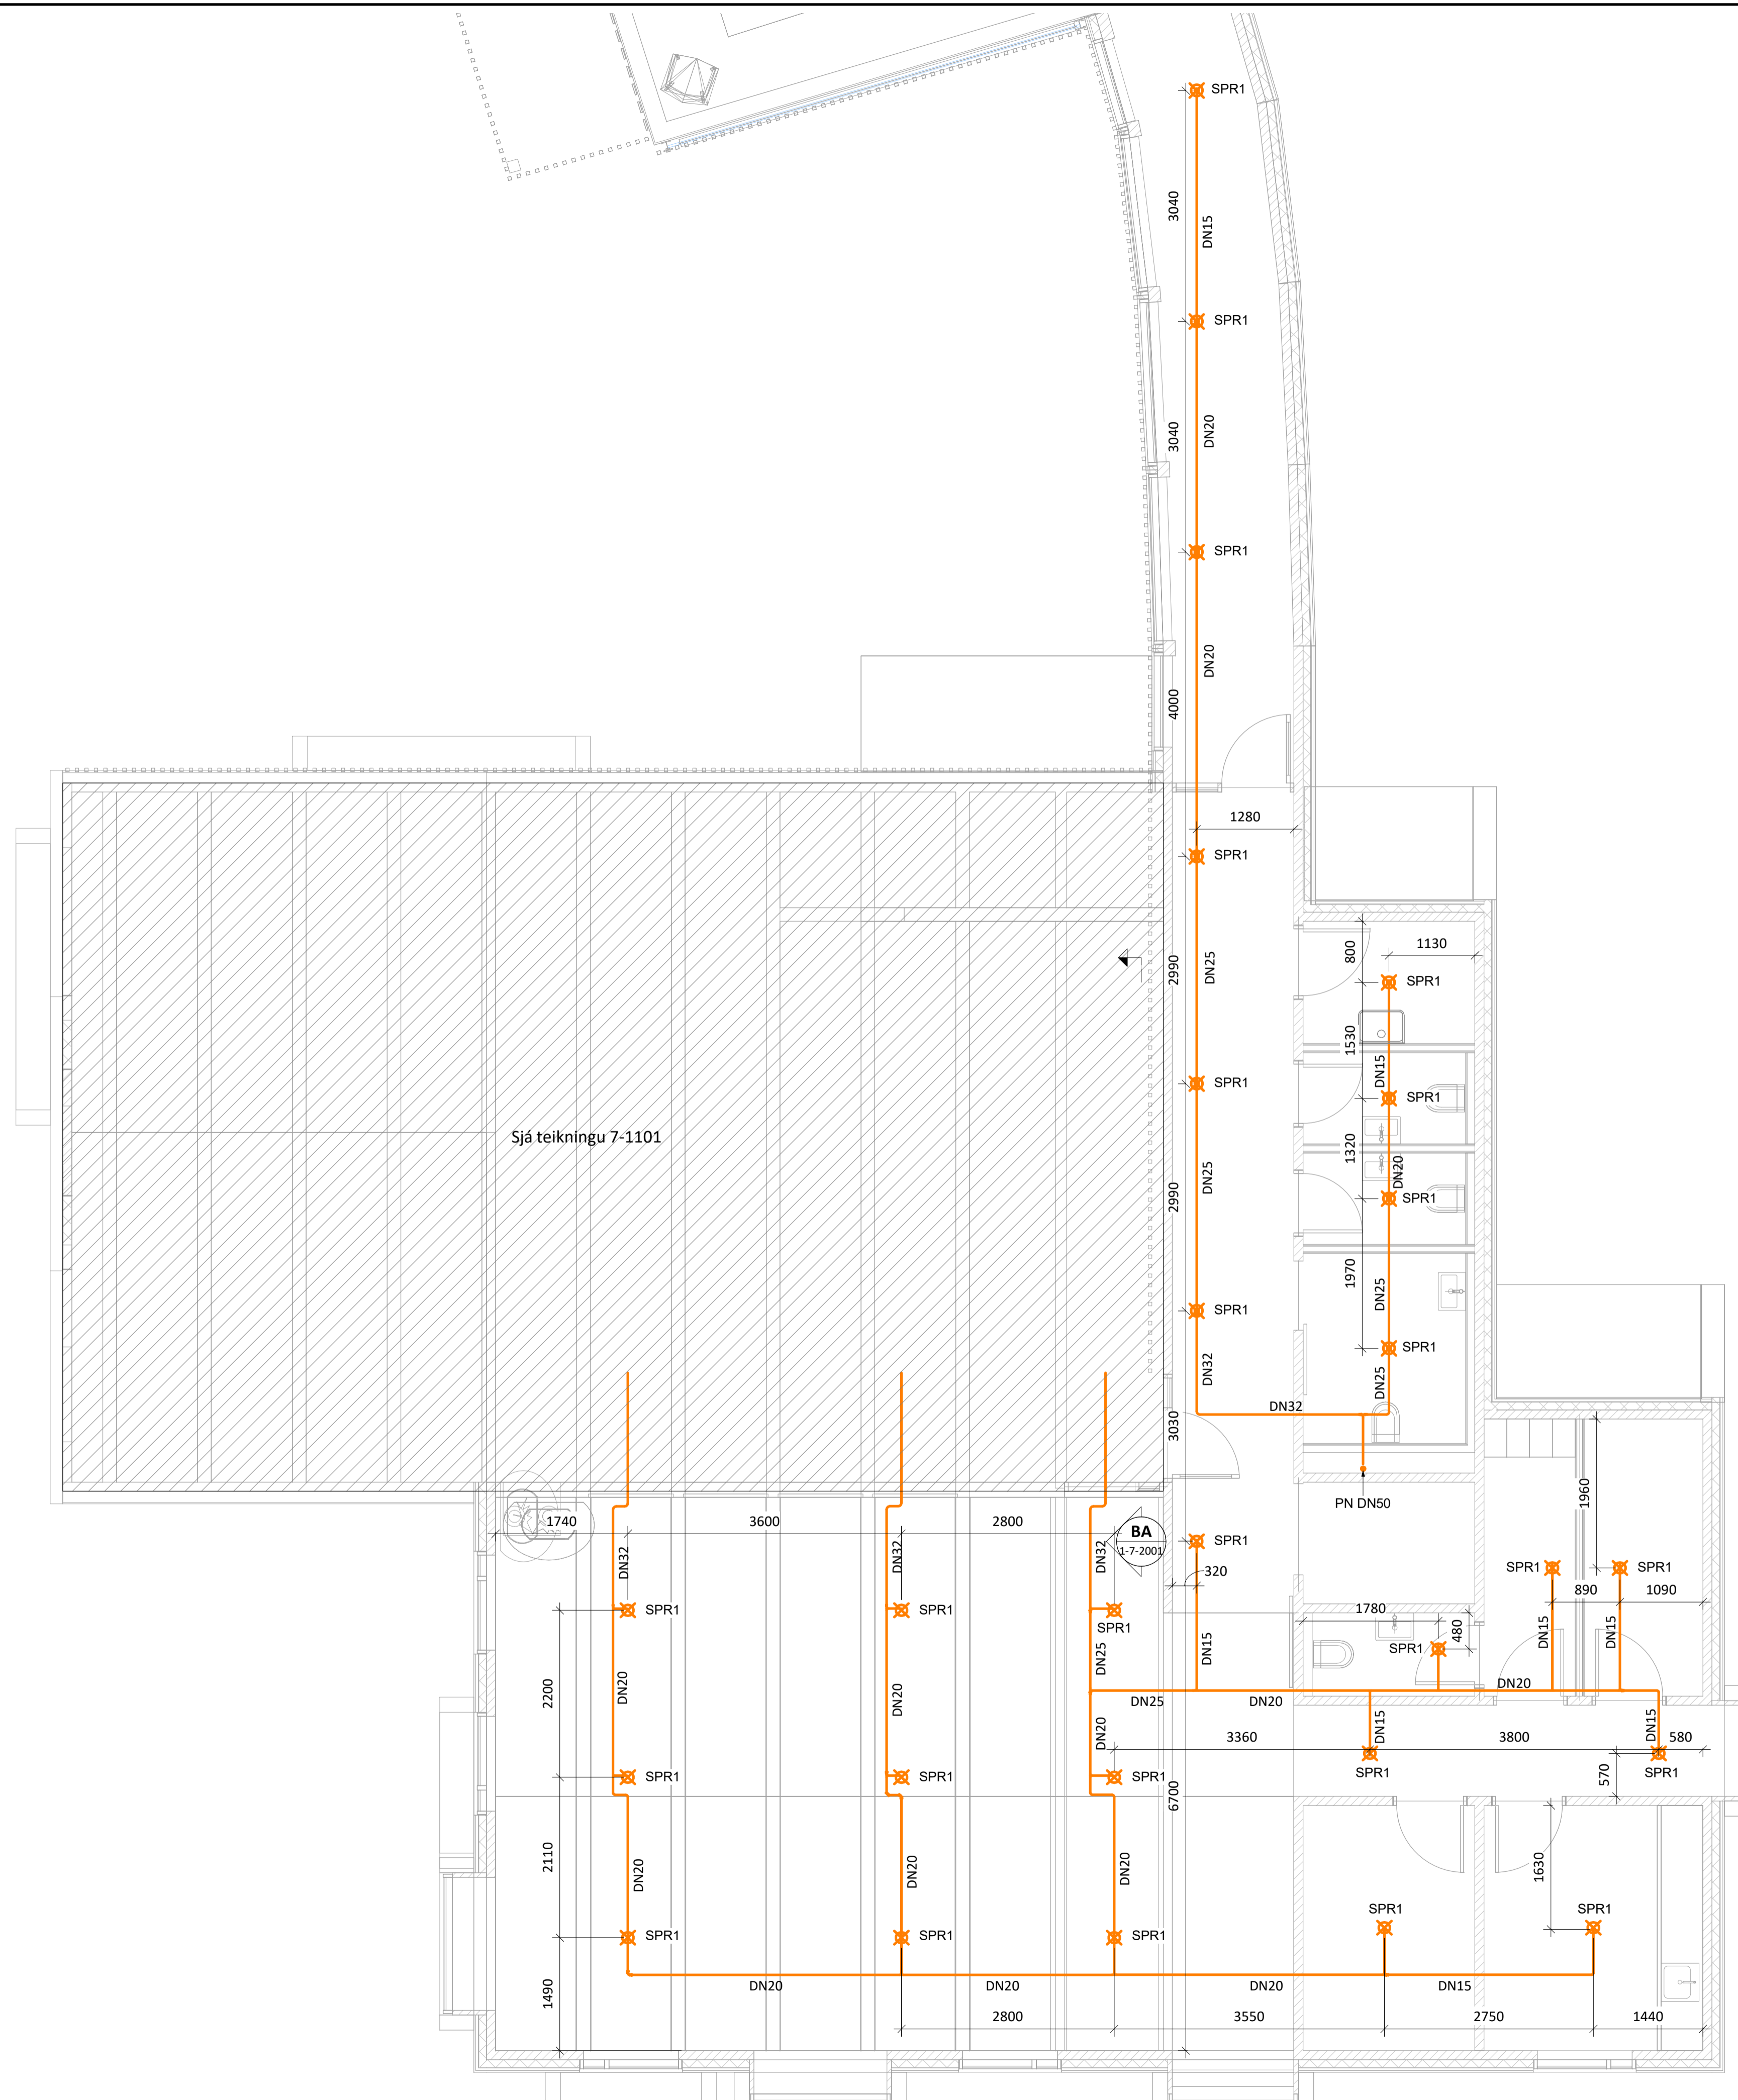 SPR1
3040
DN15
SPR1
3040
DN20
SPR1
DN20
4000
1280
SPR1
800
1130
2990
DN25
SPR1
1530
DN15
SPR1
SPR1
Sjá teikningu 7-1101
1320
DN20
2990
DN25
SPR1
1970
DN25
SPR1
SPR1
DN32
DN25
DN32
3030
1960
PN DN50
1740
3600
2800
BA
1-7-2001
SPR1
DN32
DN32
DN32
320
SPR1
SPR1
890
1090
SPR1
SPR1
SPR1
1780
480
SPR1
DN15
DN15
DN15
DN25
2200
DN20
DN20
DN25
DN20
DN20
DN20
DN15
DN15
3360
3800
580
SPR1
SPR1
SPR1
SPR1
SPR1
570
6700
2110
DN20
DN20
DN20
1630
SPR1
SPR1
SPR1
SPR1
SPR1
1490
DN20
DN20
DN20
DN15
2800
3550
2750
1440